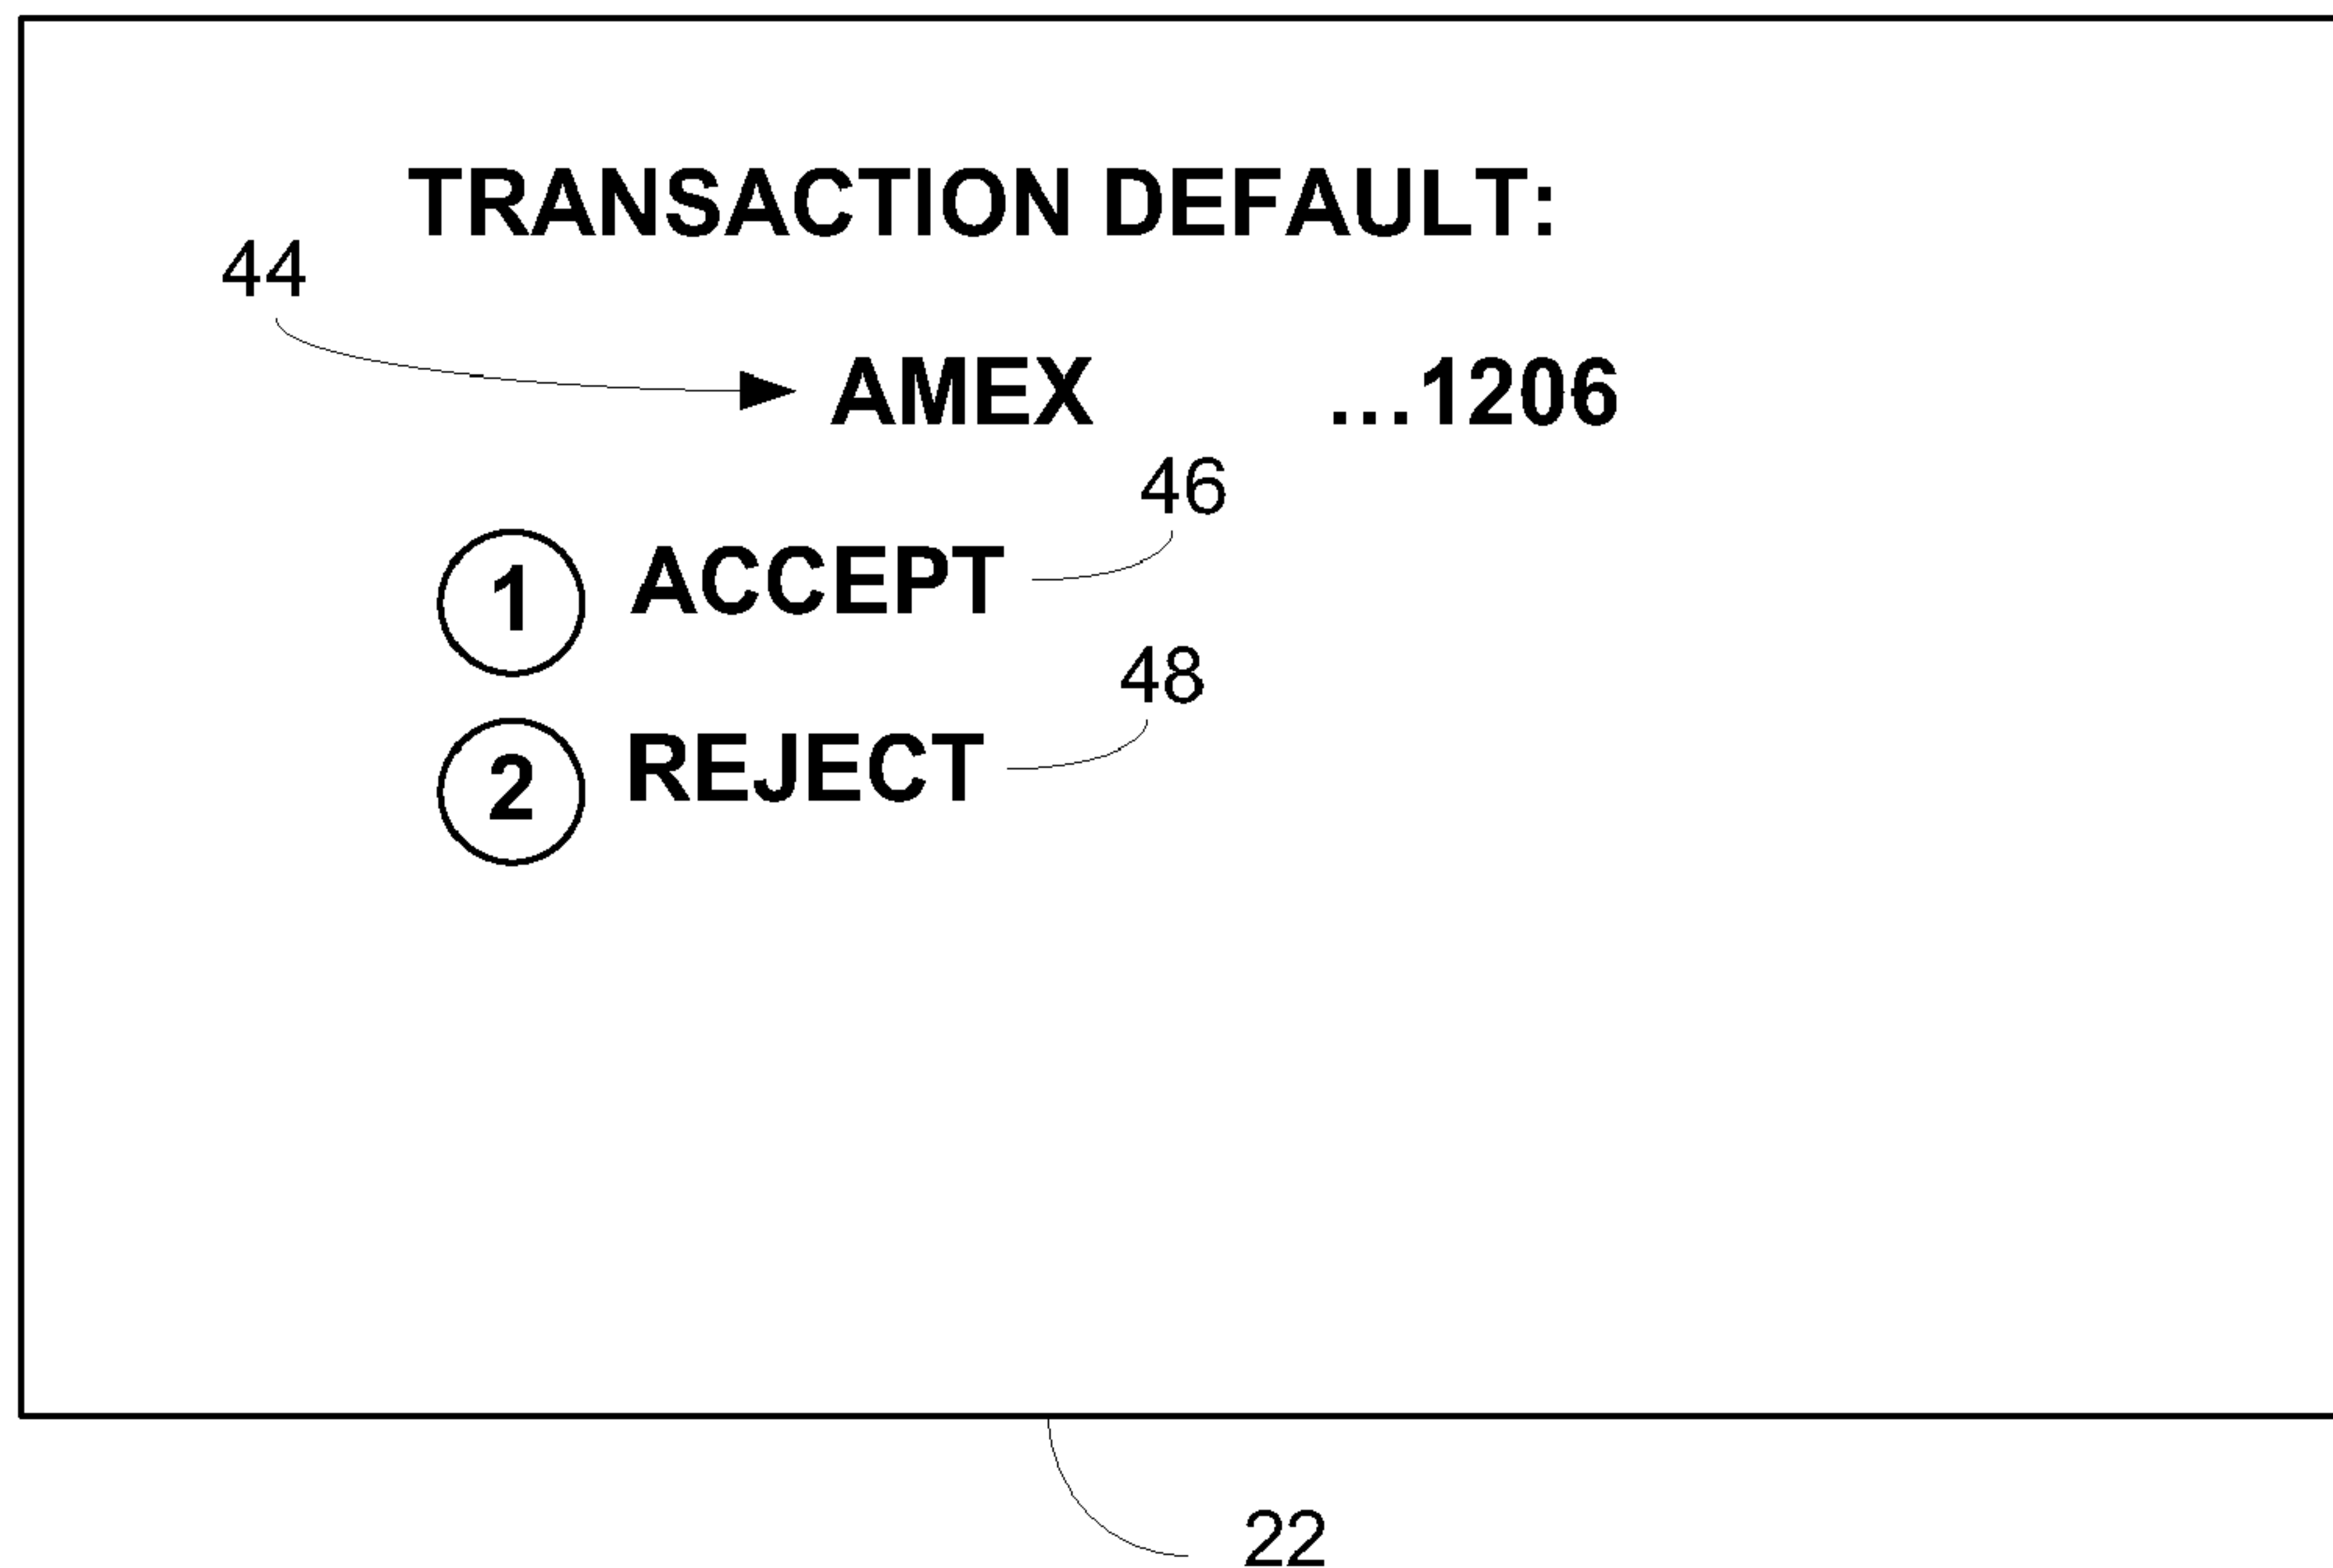 TRANSACTION DEFAULT:
44
AMEX ...1206
46
1 ACCEPT
48
2 REJECT
22